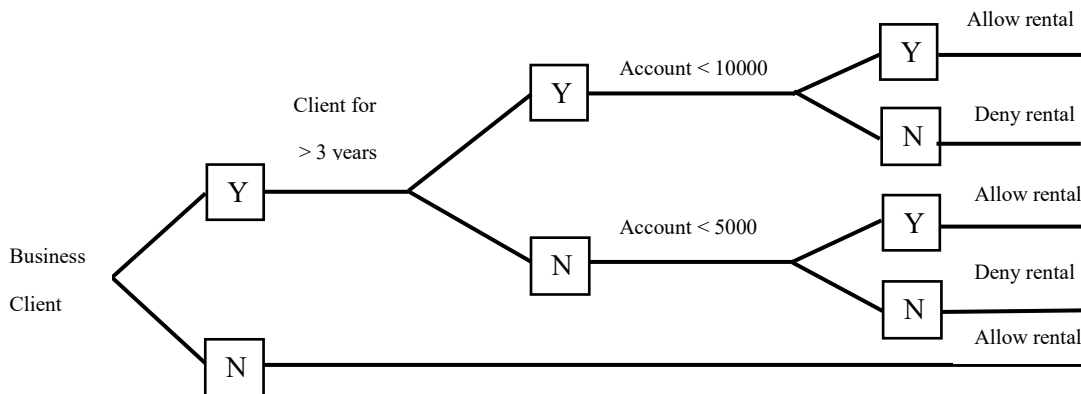 Allow rental
Y
Account < 10000
Y
Client for
> 3 years
Deny rental
N
Y
Allow rental
Y
Account < 5000
N
Business
Client
Deny rental
N
Allow rental
N